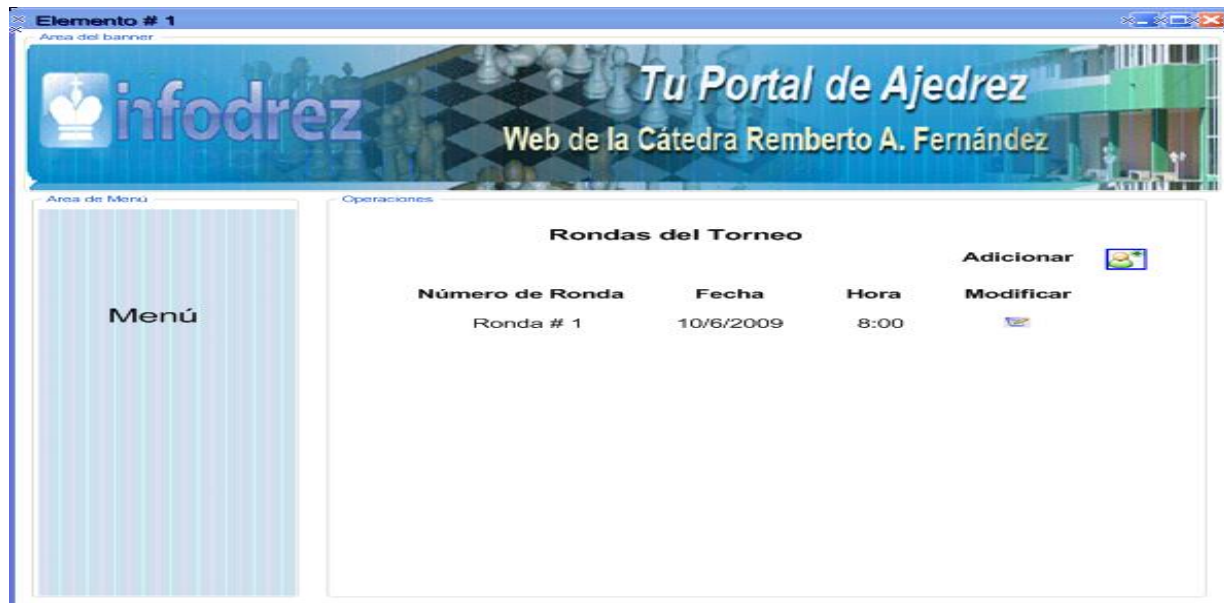 Elemento # 1
Area del banner
infodrez
Tu Portal de Ajedrez
Web de la Cátedra Remberto A. Fernández
Area de Menú
Operaciones
Menú
Rondas del Torneo
Adicionar
Número de Ronda Fecha Hora Modificar
Ronda # 1 10/6/2009 8:00